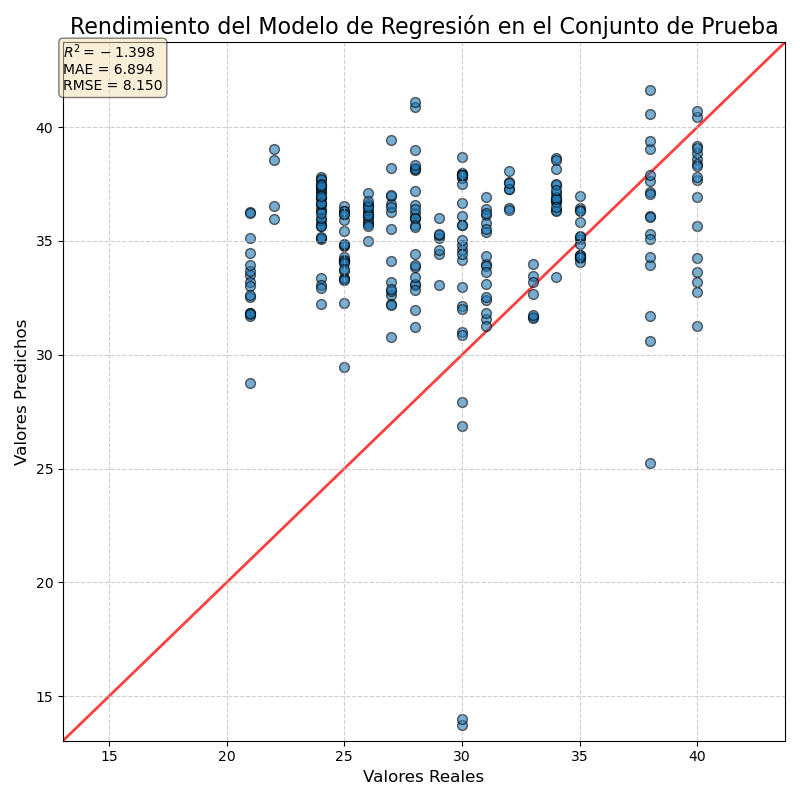 Rendimiento del Modelo de Regresión en el Conjunto de Prueba
R² = −1.398
MAE = 6.894
RMSE = 8.150
40
35
30
25
20
15
Valores Predichos
15 20 25 30 35 40
Valores Reales